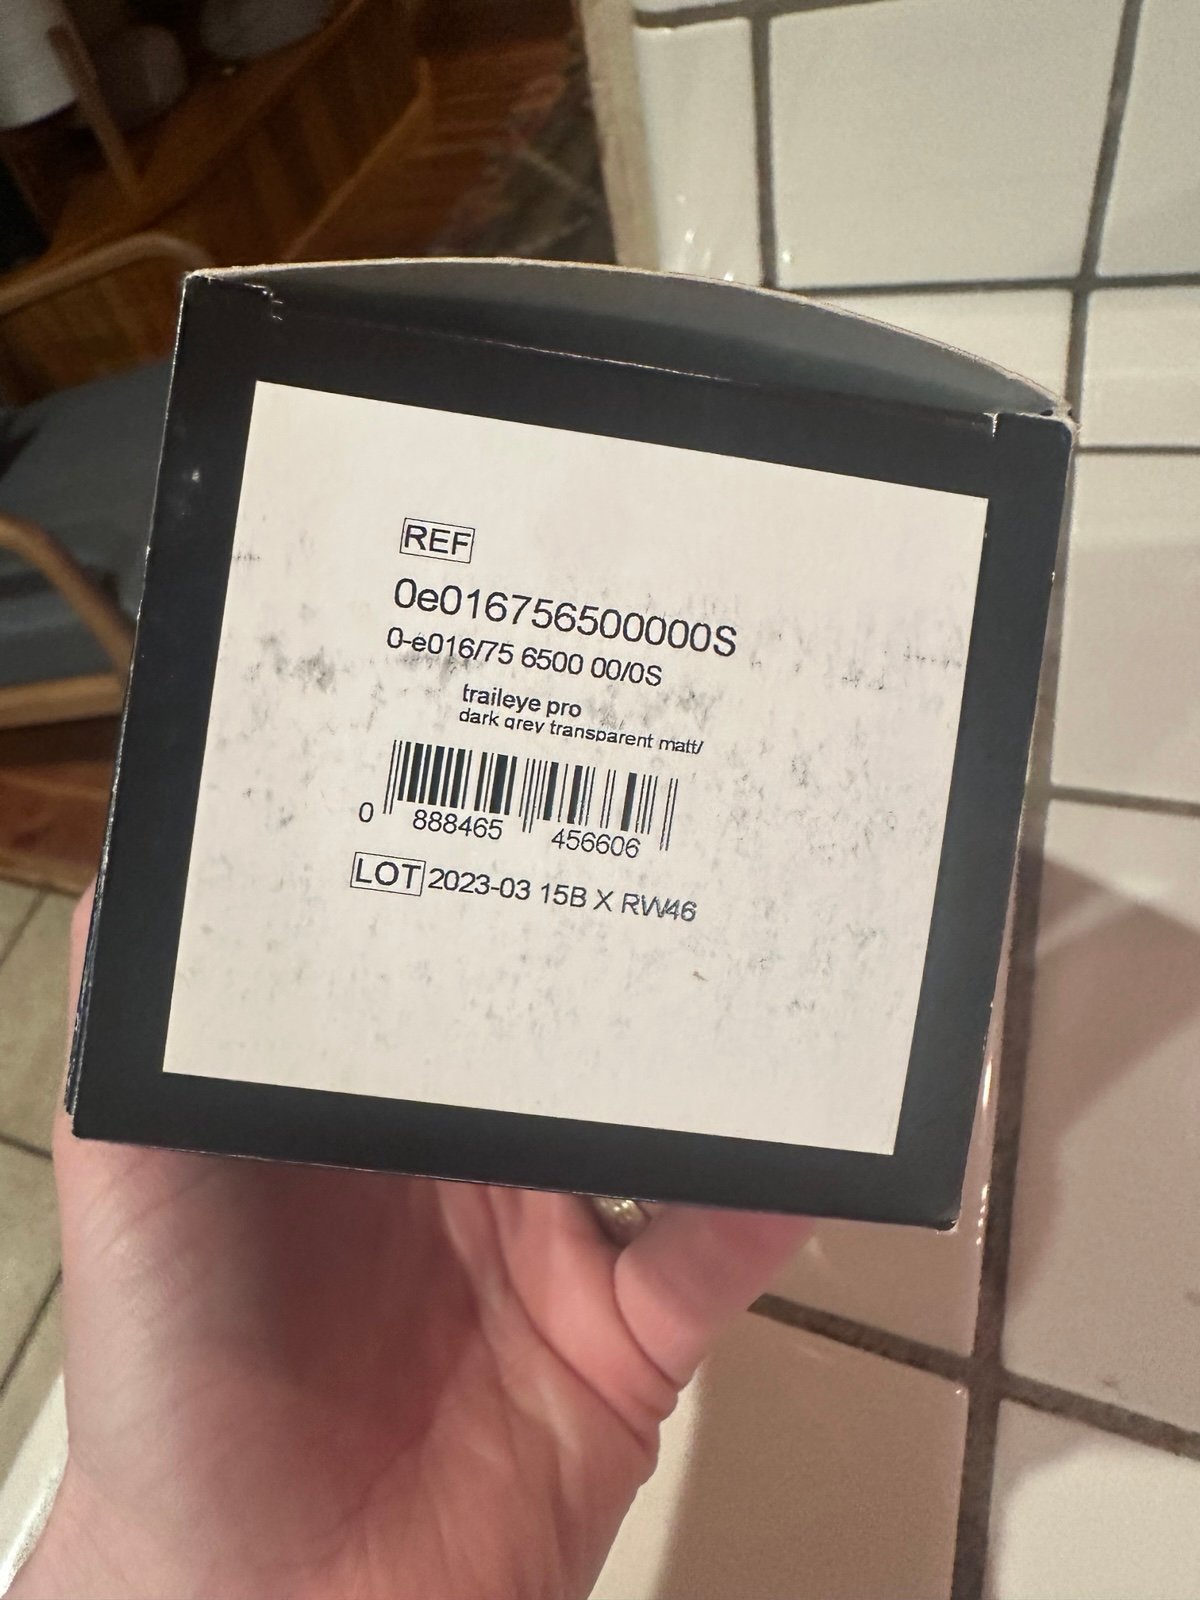 REF
0e016756500000S
0-e016/75 6500 00/0S
traileye pro
dark grey transparent matt/
0 888465 456606
LOT 2023-03 15B X RW46